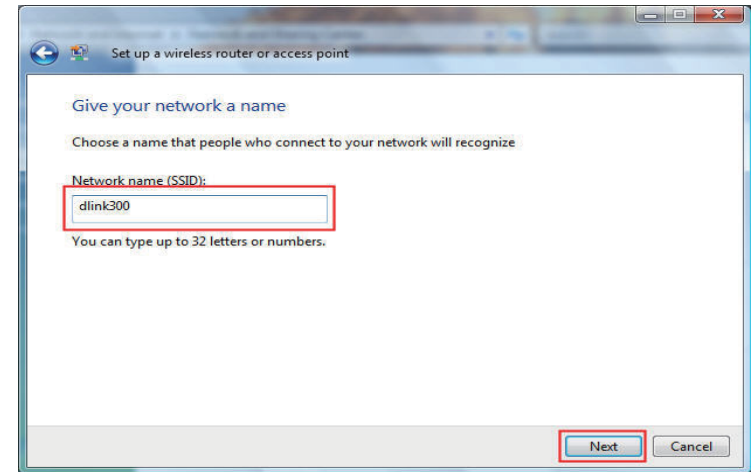 Set up a wireless router or access point
Give your network a name
Choose a name that people who connect to your network will recognize
Network name (SSID):
dlink300
You can type up to 32 letters or numbers.
Next Cancel